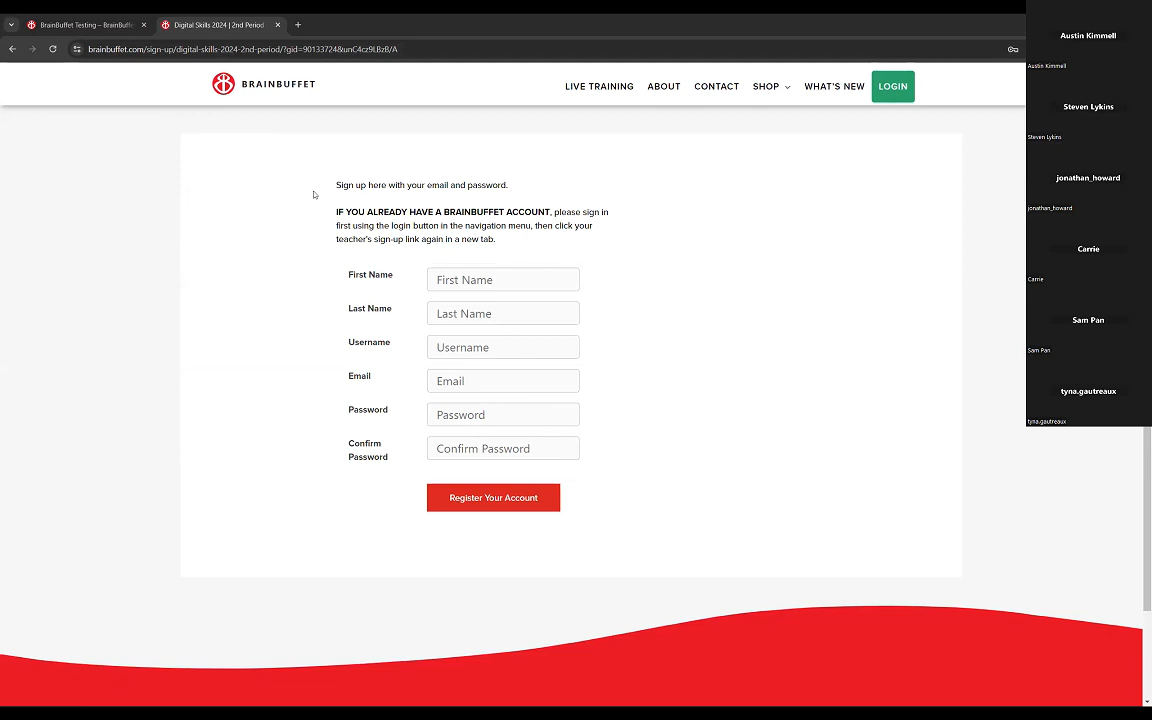 BrainBuffet Testing – BrainBuff
Digital Skills 2024 | 2nd Period
brainbuffet.com/sign-up/digital-skills-2024-2nd-period/?gid=90133724&unC4cz9LBzB/A
BRAINBUFFET
LIVE TRAINING ABOUT CONTACT SHOP WHAT'S NEW LOGIN
Sign up here with your email and password.
IF YOU ALREADY HAVE A BRAINBUFFET ACCOUNT, please sign in
first using the login button in the navigation menu, then click your
teacher's sign-up link again in a new tab.
First Name First Name
Last Name Last Name
Username Username
Email Email
Password Password
Confirm
Password
Confirm Password
Register Your Account
Austin Kimmell
Austin Kimmell
Steven Lykins
Steven Lykins
jonathan_howard
jonathan_howard
Carrie
Carrie
Sam Pan
Sam Pan
tyna.gautreaux
tyna.gautreaux